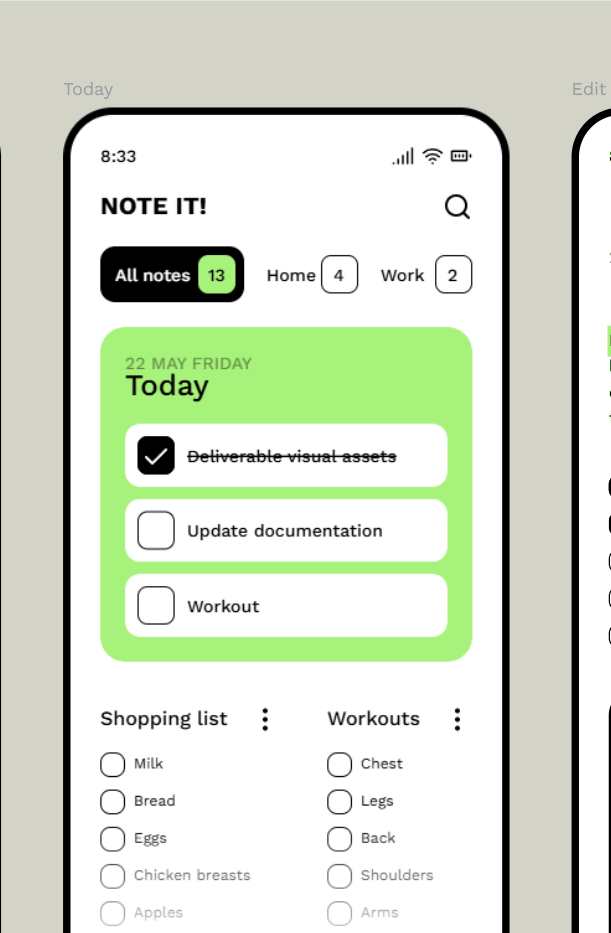 Today
Edit
8:33
NOTE IT!
All notes 13 Home 4 Work 2
22 MAY FRIDAY
Today
Deliverable visual assets
Update documentation
Workout
Shopping list
Milk
Bread
Eggs
Chicken breasts
Apples
Workouts
Chest
Legs
Back
Shoulders
Arms